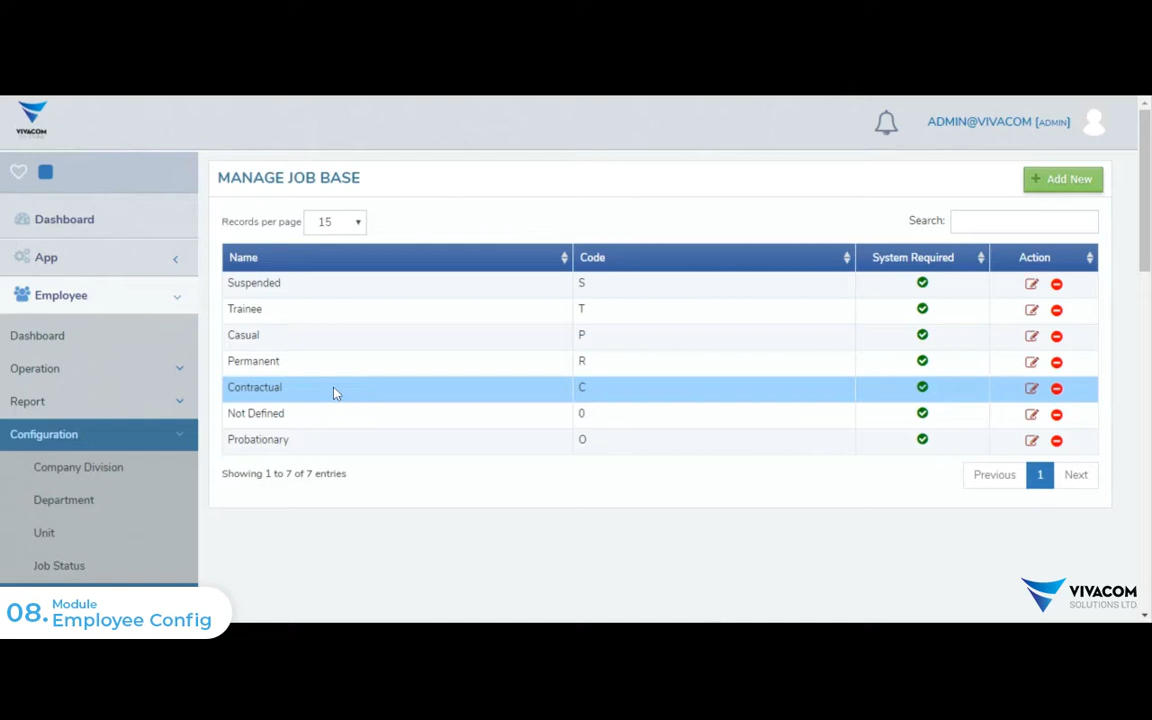 VIVACOM
ADMIN@VIVACOM [ADMIN]
MANAGE JOB BASE
+ Add New
Records per page 15
Search:
Name Code System Required Action
Suspended S
Trainee T
Casual P
Permanent R
Contractual C
Not Defined 0
Probationary O
Showing 1 to 7 of 7 entries
Previous 1 Next
Dashboard
App
Employee
Dashboard
Operation
Report
Configuration
Company Division
Department
Unit
Job Status
08. Module
Employee Config
VIVACOM
SOLUTIONS LTD.